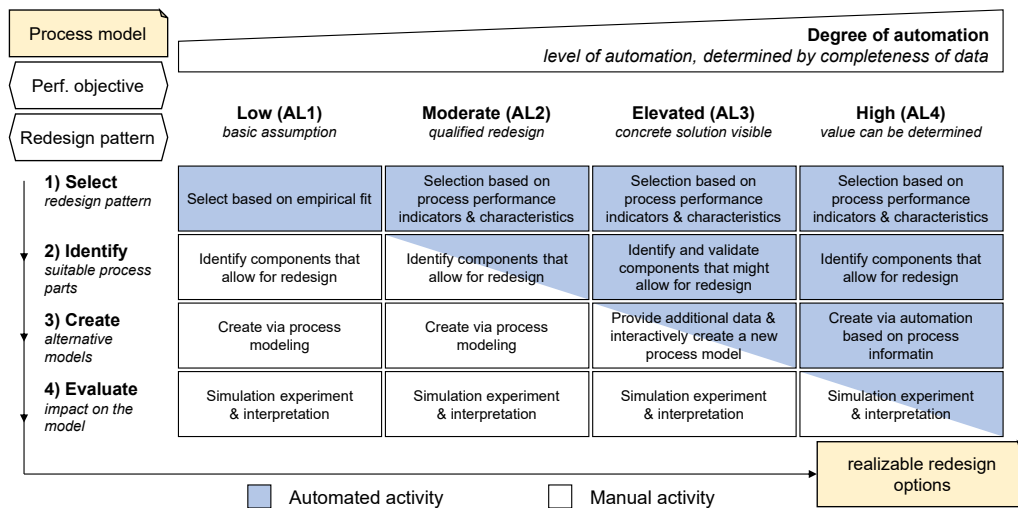 Process model
Perf. objective
Redesign pattern
Degree of automation
level of automation, determined by completeness of data
Low (AL1)
basic assumption
Moderate (AL2)
qualified redesign
Elevated (AL3)
concrete solution visible
High (AL4)
value can be determined
1) Select
redesign pattern
Select based on empirical fit
Selection based on
process performance
indicators & characteristics
Selection based on
process performance
indicators & characteristics
Selection based on
process performance
indicators & characteristics
2) Identify
suitable process
parts
Identify components that
allow for redesign
Identify components that
allow for redesign
Identify and validate
components that might
allow for redesign
Identify components that
allow for redesign
3) Create
alternative
models
Create via process
modeling
Create via process
modeling
Provide additional data &
interactively create a new
process model
Create via automation
based on process
informatin
4) Evaluate
impact on the
model
Simulation experiment
& interpretation
Simulation experiment
& interpretation
Simulation experiment
& interpretation
Simulation experiment
& interpretation
realizable redesign
options
Automated activity
Manual activity